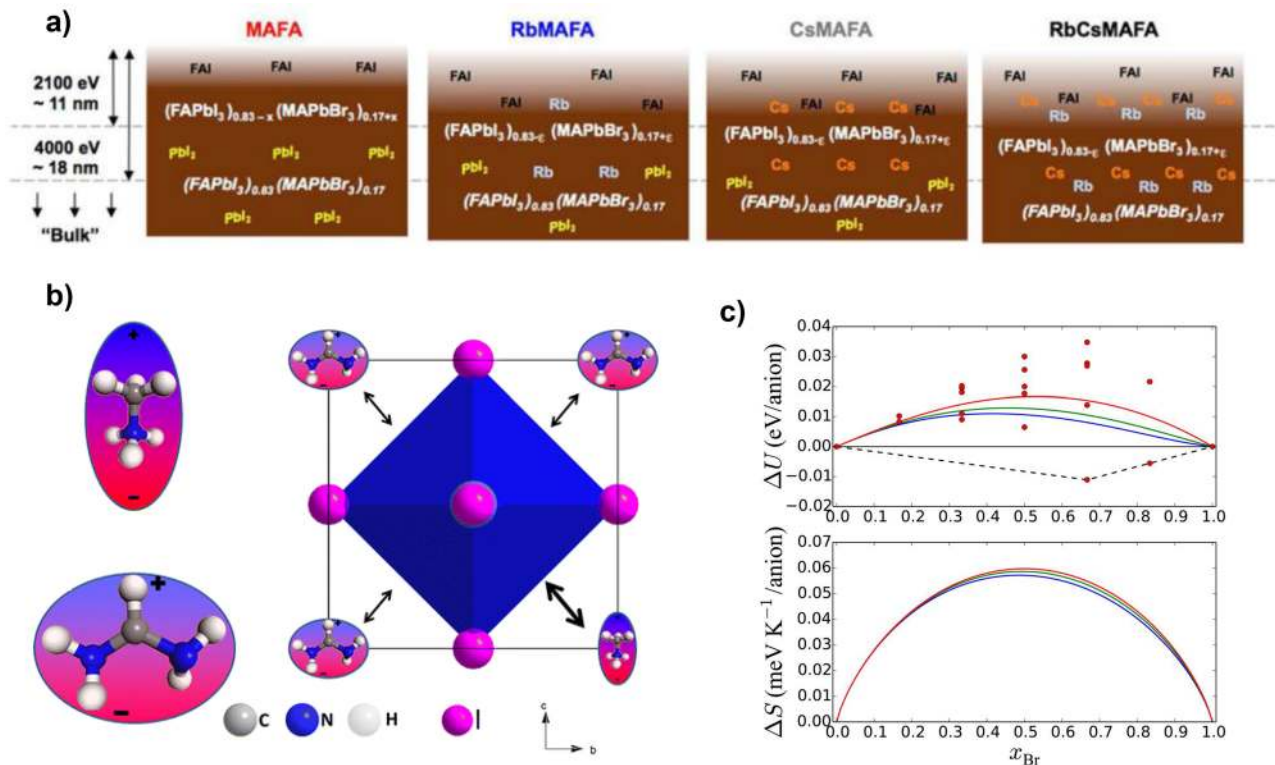 a)
MAFA
RbMAFA
CsMAFA
RbCsMAFA
2100 eV
~ 11 nm
4000 eV
~ 18 nm
"Bulk"
FAI FAI FAI
(FAPbI₃)₀.₈₃₋ₓ(MAPbBr₃)₀.₁₇₊ₓ
PbI₂ PbI₂ PbI₂
(FAPbI₃)₀.₈₃(MAPbBr₃)₀.₁₇
PbI₂ PbI₂
FAI FAI
FAI Rb FAI
(FAPbI₃)₀.₈₃₋ε (MAPbBr₃)₀.₁₇₊ε
PbI₂ Rb Rb PbI₂
(FAPbI₃)₀.₈₃(MAPbBr₃)₀.₁₇
PbI₂
FAI FAI FAI
Cs FAI Cs Cs FAI
(FAPbI₃)₀.₈₃₋ε (MAPbBr₃)₀.₁₇₊ε
Cs Cs Cs
PbI₂ PbI₂
(FAPbI₃)₀.₈₃(MAPbBr₃)₀.₁₇
PbI₂
FAI FAI FAI
Cs FAI Cs Cs FAI Cs
Rb Rb Rb
(FAPbI₃)₀.₈₃₋ε (MAPbBr₃)₀.₁₇₊ε
Cs Cs Cs Cs
Rb Rb Rb
(FAPbI₃)₀.₈₃(MAPbBr₃)₀.₁₇
b)
+
−
+
−
+
−
+
−
+
−
C N H I
c
b
c)
ΔU (eV/anion)
0.04
0.03
0.02
0.01
0.00
−0.01
−0.02
0.0 0.1 0.2 0.3 0.4 0.5 0.6 0.7 0.8 0.9 1.0
ΔS (meV K⁻¹/anion)
0.07
0.06
0.05
0.04
0.03
0.02
0.01
0.00
0.0 0.1 0.2 0.3 0.4 0.5 0.6 0.7 0.8 0.9 1.0
x_Br